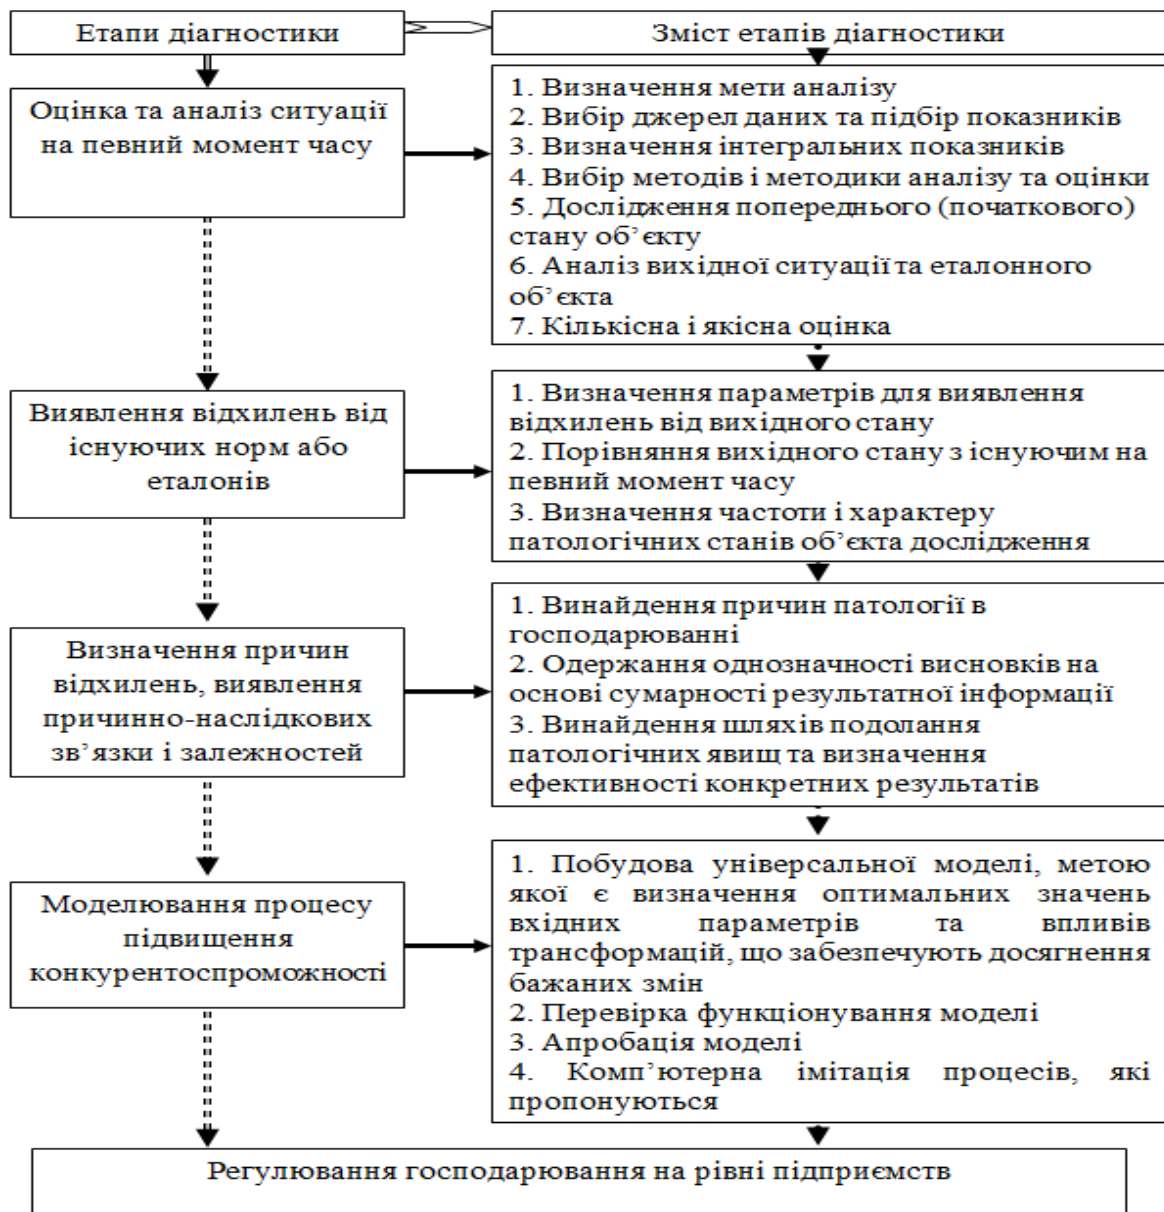 Етапи діагностики
Зміст етапів діагностики
Оцінка та аналіз ситуації
на певний момент часу
1. Визначення мети аналізу
2. Вибір джерел даних та підбір показників
3. Визначення інтегральних показників
4. Вибір методів і методики аналізу та оцінки
5. Дослідження попереднього (початкового)
стану об’єкту
6. Аналіз вихідної ситуації та еталонного
об’єкта
7. Кількісна і якісна оцінка
Виявлення відхилень від
існуючих норм або
еталонів
1. Визначення параметрів для виявлення
відхилень від вихідного стану
2. Порівняння вихідного стану з існуючим на
певний момент часу
3. Визначення частоти і характеру
патологічних станів об’єкта дослідження
Визначення причин
відхилень, виявлення
причинно-наслідкових
зв’язки і залежностей
1. Винайдення причин патології в
господарюванні
2. Одержання однозначності висновків на
основі сумарності результатної інформації
3. Винайдення шляхів подолання
патологічних явищ та визначення
ефективності конкретних результатів
Моделювання процесу
підвищення
конкурентоспроможності
1. Побудова універсальної моделі, метою
якої є визначення оптимальних значень
вхідних параметрів та впливів
трансформацій, що забезпечують досягнення
бажаних змін
2. Перевірка функціонування моделі
3. Апробація моделі
4. Комп’ютерна імітація процесів, які
пропонуються
Регулювання господарювання на рівні підприємств